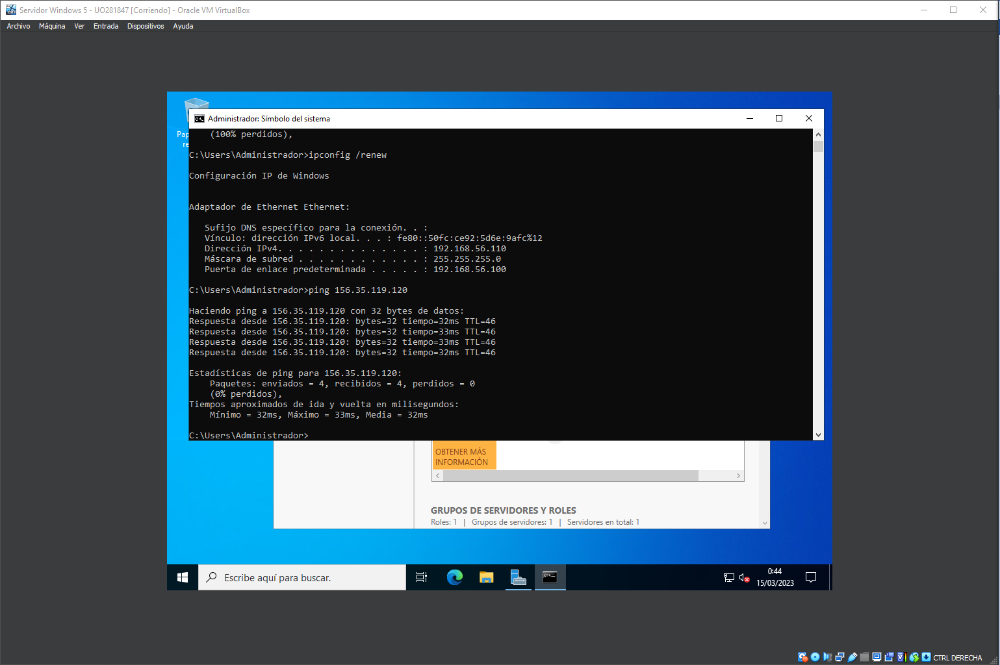 Servidor Windows 5 - UO281847 [Corriendo] - Oracle VM VirtualBox
Archivo Máquina Ver Entrada Dispositivos Ayuda
Administrador: Símbolo del sistema
Pap
re
(100% perdidos),
C:\Users\Administrador>ipconfig /renew
Configuración IP de Windows
Adaptador de Ethernet Ethernet:
Sufijo DNS específico para la conexión. . :
Vínculo: dirección IPv6 local. . . : fe80::50fc:ce92:5d6e:9afc%12
Dirección IPv4. . . . . . . . . . . . . . : 192.168.56.110
Máscara de subred . . . . . . . . . . . . : 255.255.255.0
Puerta de enlace predeterminada . . . . . : 192.168.56.100
C:\Users\Administrador>ping 156.35.119.120
Haciendo ping a 156.35.119.120 con 32 bytes de datos:
Respuesta desde 156.35.119.120: bytes=32 tiempo=32ms TTL=46
Respuesta desde 156.35.119.120: bytes=32 tiempo=33ms TTL=46
Respuesta desde 156.35.119.120: bytes=32 tiempo=33ms TTL=46
Respuesta desde 156.35.119.120: bytes=32 tiempo=32ms TTL=46
Estadísticas de ping para 156.35.119.120:
Paquetes: enviados = 4, recibidos = 4, perdidos = 0
(0% perdidos),
Tiempos aproximados de ida y vuelta en milisegundos:
Mínimo = 32ms, Máximo = 33ms, Media = 32ms
C:\Users\Administrador>
OBTENER MÁS
INFORMACIÓN
GRUPOS DE SERVIDORES Y ROLES
Roles: 1 | Grupos de servidores: 1 | Servidores en total: 1
Escribe aquí para buscar.
0:44
15/03/2023
CTRL DERECHA